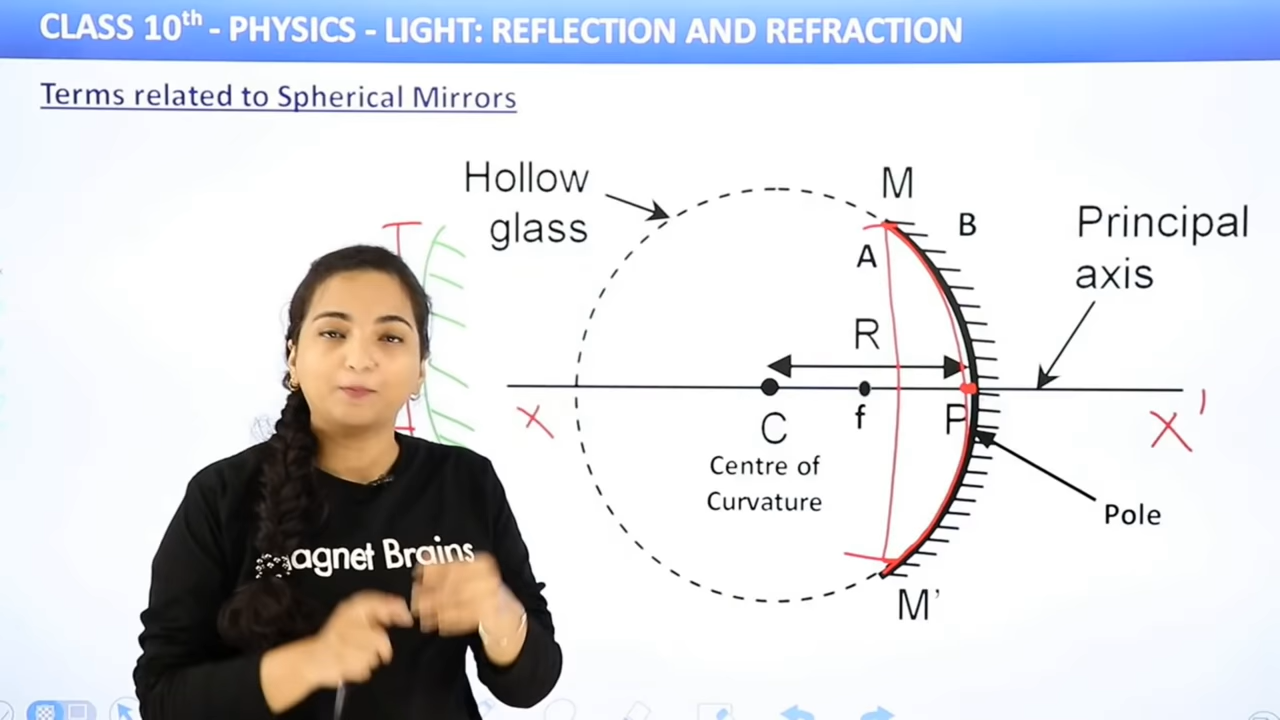 CLASS 10th - PHYSICS - LIGHT: REFLECTION AND REFRACTION
Terms related to Spherical Mirrors
Hollow
glass
M
B
A
Principal
axis
R
X
C
f
P
X'
Centre of
Curvature
Pole
M'
agnet Brains